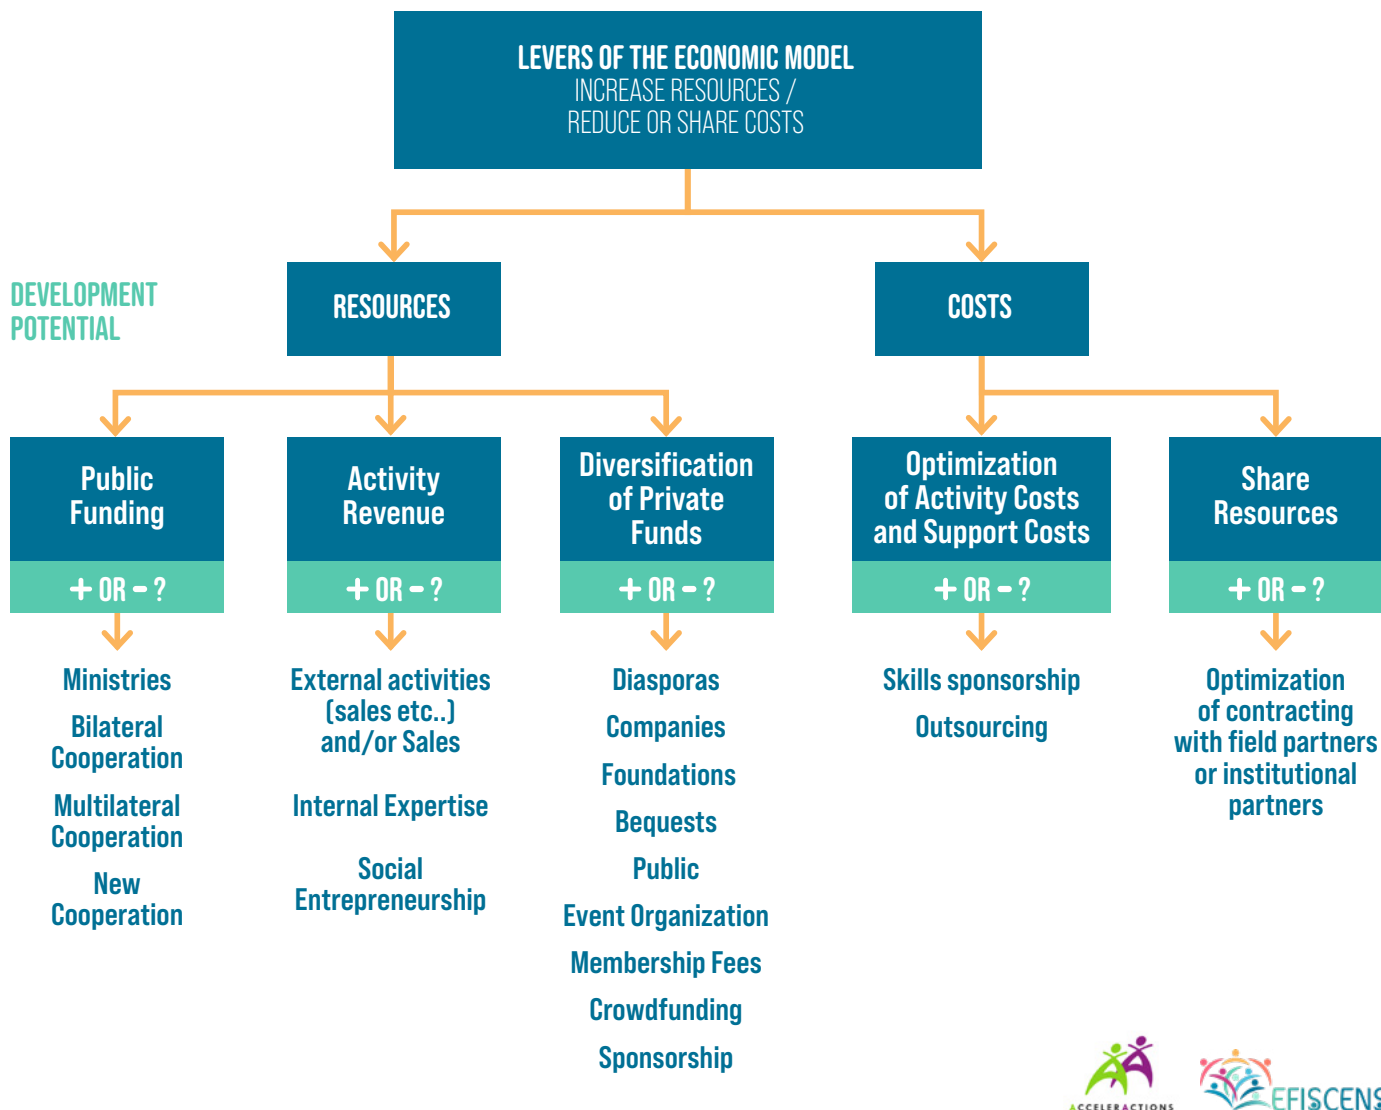 LEVERS OF THE ECONOMIC MODEL
INCREASE RESOURCES /
REDUCE OR SHARE COSTS
DEVELOPMENT
POTENTIAL
RESOURCES
COSTS
Public
Funding
+ OR - ?
Ministries
Bilateral
Cooperation
Multilateral
Cooperation
New
Cooperation
Activity
Revenue
+ OR - ?
External activities
(sales etc..)
and/or Sales
Internal Expertise
Social
Entrepreneurship
Diversification
of Private
Funds
+ OR - ?
Diasporas
Companies
Foundations
Bequests
Public
Event Organization
Membership Fees
Crowdfunding
Sponsorship
Optimization
of Activity Costs
and Support Costs
+ OR - ?
Skills sponsorship
Outsourcing
Share
Resources
+ OR - ?
Optimization
of contracting
with field partners
or institutional
partners
ACCELERACTIONS
EFISCENS